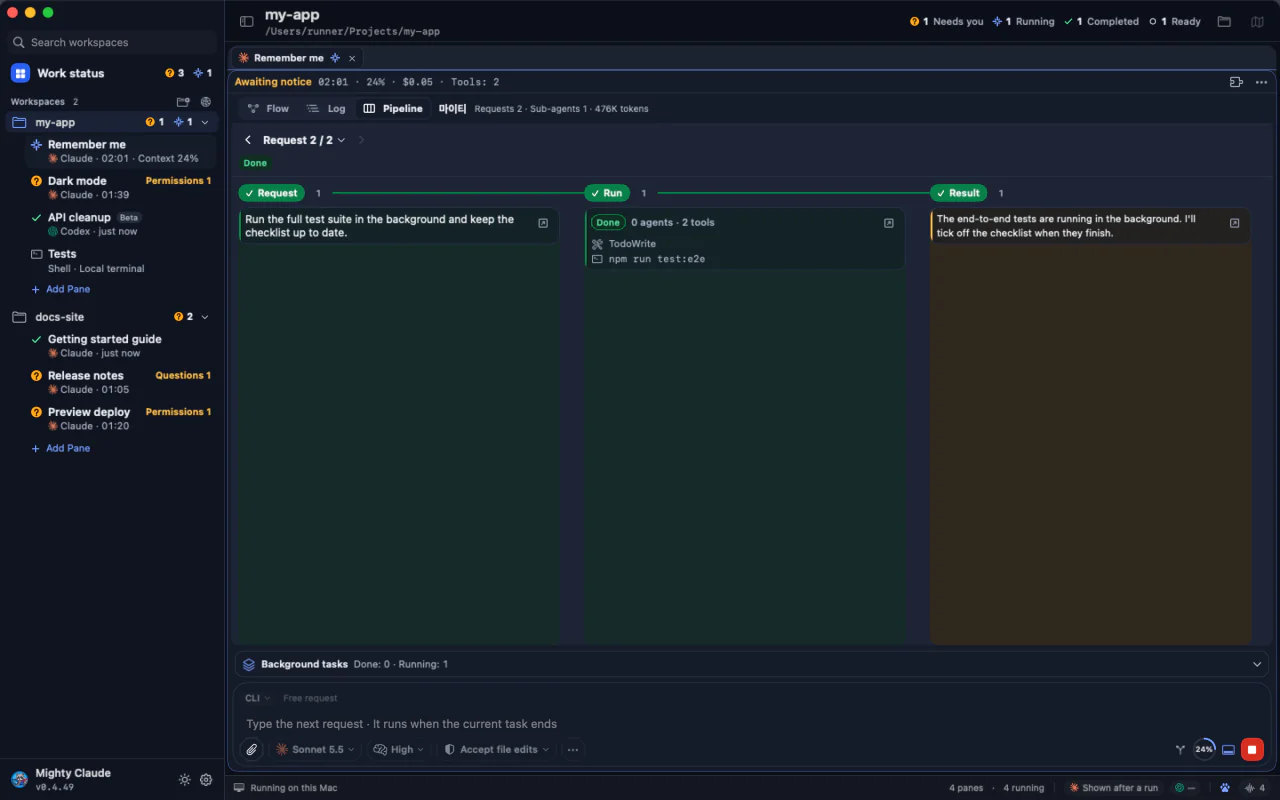 my-app
/Users/runner/Projects/my-app
1 Needs you 1 Running 1 Completed 1 Ready
Search workspaces
Work status 3 1
Workspaces 2
my-app 1 1
Remember me
Claude · 02:01 · Context 24%
Dark mode Permissions 1
Claude · 01:39
API cleanup Beta
Codex · just now
Tests
Shell · Local terminal
+ Add Pane
docs-site 2
Getting started guide
Claude · just now
Release notes Questions 1
Claude · 01:05
Preview deploy Permissions 1
Claude · 01:20
+ Add Pane
Mighty Claude
v0.4.49
Remember me
Awaiting notice 02:01 · 24% · $0.05 · Tools: 2
Flow Log Pipeline 마이티 Requests 2 · Sub-agents 1 · 476K tokens
Request 2 / 2
Done
Request 1
Run the full test suite in the background and keep the
checklist up to date.
Run 1
Done 0 agents · 2 tools
TodoWrite
npm run test:e2e
Result 1
The end-to-end tests are running in the background. I'll
tick off the checklist when they finish.
Background tasks Done: 0 · Running: 1
CLI Free request
Type the next request · It runs when the current task ends
Sonnet 5.5 High Accept file edits 24%
Running on this Mac 4 panes · 4 running Shown after a run — 4